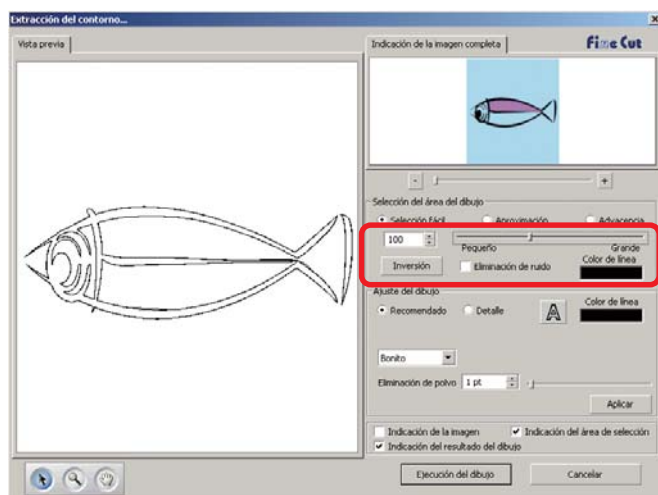 Extracción del contorno...
Vista previa
Indicación de la imagen completa
Fine Cut
- +
Selección del área del dibujo
Selección Fácil Aproximación Adyacencia
100
Pequeño Grande
Inversión Eliminación de ruido Color de línea
Ajuste del dibujo
Recomendado Detalle A Color de línea
Bonito
Eliminación de polvo 1 pt
Aplicar
Indicación de la imagen Indicación del área de selección
Indicación del resultado del dibujo
Ejecución del dibujo Cancelar